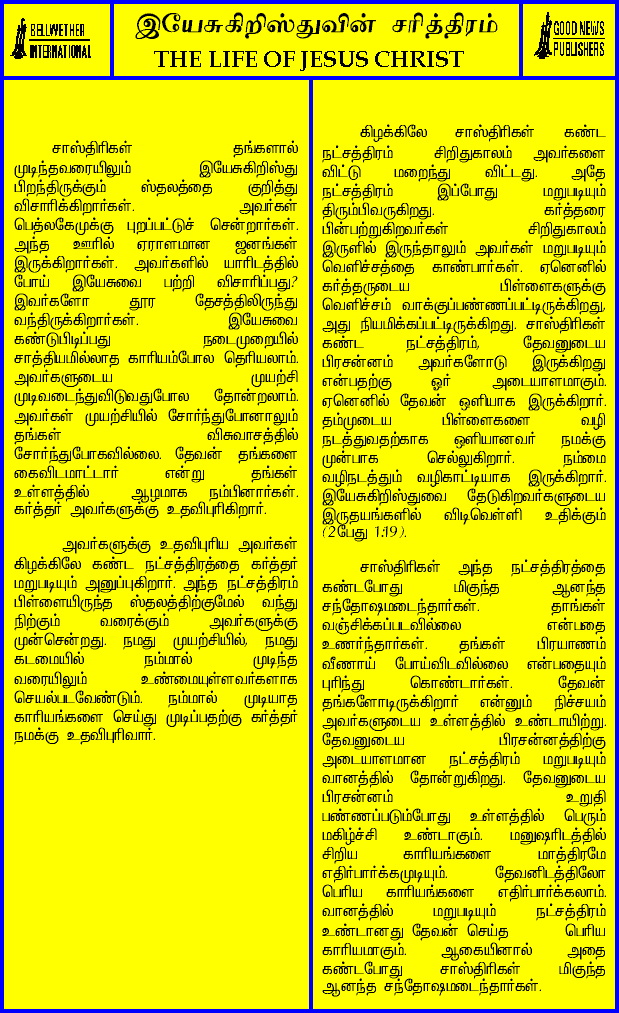 BELLWETHER
INTERNATIONAL
இயேசுகிறிஸ்துவின் சரித்திரம்
THE LIFE OF JESUS CHRIST
GOOD NEWS
PUBLISHERS
சாஸ்திரிகள் தங்களால்
முடிந்தவரையிலும் இயேசுகிறிஸ்து
பிறந்திருக்கும் ஸ்தலத்தை குறித்து
விசாரிக்கிறார்கள். அவர்கள்
பெத்லகேமுக்கு புறப்பட்டுச் சென்றார்கள்.
அந்த ஊரில் ஏராளமான ஜனங்கள்
இருக்கிறார்கள். அவர்களில் யாரிடத்தில்
போய் இயேசுவை பற்றி விசாரிப்பது?
இவர்களோ தூர தேசத்திலிருந்து
வந்திருக்கிறார்கள். இயேசுவை
கண்டுபிடிப்பது நடைமுறையில்
சாத்தியமில்லாத காரியம்போல தெரியலாம்.
அவர்களுடைய முயற்சி
முடிவடைந்துவிடுவதுபோல தோன்றலாம்.
அவர்கள் முயற்சியில் சோர்ந்துபோனாலும்
தங்கள் விசுவாசத்தில்
சோர்ந்துபோகவில்லை. தேவன் தங்களை
கைவிடமாட்டார் என்று தங்கள்
உள்ளத்தில் ஆழமாக நம்பினார்கள்.
கர்த்தர் அவர்களுக்கு உதவிபுரிகிறார்.
அவர்களுக்கு உதவிபுரிய அவர்கள்
கிழக்கிலே கண்ட நட்சத்திரத்தை கர்த்தர்
மறுபடியும் அனுப்புகிறார். அந்த நட்சத்திரம்
பிள்ளையிருந்த ஸ்தலத்திற்குமேல் வந்து
நிற்கும் வரைக்கும் அவர்களுக்கு
முன்சென்றது. நமது முயற்சியில், நமது
கடமையில் நம்மால் முடிந்த
வரையிலும் உண்மையுள்ளவர்களாக
செயல்படவேண்டும். நம்மால் முடியாத
காரியங்களை செய்து முடிப்பதற்கு கர்த்தர்
நமக்கு உதவிபுரிவார்.
கிழக்கிலே சாஸ்திரிகள் கண்ட
நட்சத்திரம் சிறிதுகாலம் அவர்களை
விட்டு மறைந்து விட்டது. அதே
நட்சத்திரம் இப்போது மறுபடியும்
திரும்பிவருகிறது. கர்த்தரை
பின்பற்றுகிறவர்கள் சிறிதுகாலம்
இருளில் இருந்தாலும் அவர்கள் மறுபடியும்
வெளிச்சத்தை காண்பார்கள். ஏனெனில்
கர்த்தருடைய பிள்ளைகளுக்கு
வெளிச்சம் வாக்குப்பண்ணப்பட்டிருக்கிறது,
அது நியமிக்கப்பட்டிருக்கிறது. சாஸ்திரிகள்
கண்ட நட்சத்திரம், தேவனுடைய
பிரசன்னம் அவர்களோடு இருக்கிறது
என்பதற்கு ஓர் அடையாளமாகும்.
ஏனெனில் தேவன் ஒளியாக இருக்கிறார்.
தம்முடைய பிள்ளைகளை வழி
நடத்துவதற்காக ஒளியானவர் நமக்கு
முன்பாக செல்லுகிறார். நம்மை
வழிநடத்தும் வழிகாட்டியாக இருக்கிறார்.
இயேசுகிறிஸ்துவை தேடுகிறவர்களுடைய
இருதயங்களில் விடிவெள்ளி உதிக்கும்
(2பேது 1:19).
சாஸ்திரிகள் அந்த நட்சத்திரத்தை
கண்டபோது மிகுந்த ஆனந்த
சந்தோஷமடைந்தார்கள். தாங்கள்
வஞ்சிக்கப்படவில்லை என்பதை
உணர்ந்தார்கள். தங்கள் பிரயாணம்
வீணாய் போய்விடவில்லை என்பதையும்
புரிந்து கொண்டார்கள். தேவன்
தங்களோடிருக்கிறார் என்னும் நிச்சயம்
அவர்களுடைய உள்ளத்தில் உண்டாயிற்று.
தேவனுடைய பிரசன்னத்திற்கு
அடையாளமான நட்சத்திரம் மறுபடியும்
வானத்தில் தோன்றுகிறது. தேவனுடைய
பிரசன்னம் உறுதி
பண்ணப்படும்போது உள்ளத்தில் பெரும்
மகிழ்ச்சி உண்டாகும். மனுஷரிடத்தில்
சிறிய காரியங்களை மாத்திரமே
எதிர்பார்க்கமுடியும். தேவனிடத்திலோ
பெரிய காரியங்களை எதிர்பார்க்கலாம்.
வானத்தில் மறுபடியும் நட்சத்திரம்
உண்டானது தேவன் செய்த பெரிய
காரியமாகும். ஆகையினால் அதை
கண்டபோது சாஸ்திரிகள் மிகுந்த
ஆனந்த சந்தோஷமடைந்தார்கள்.